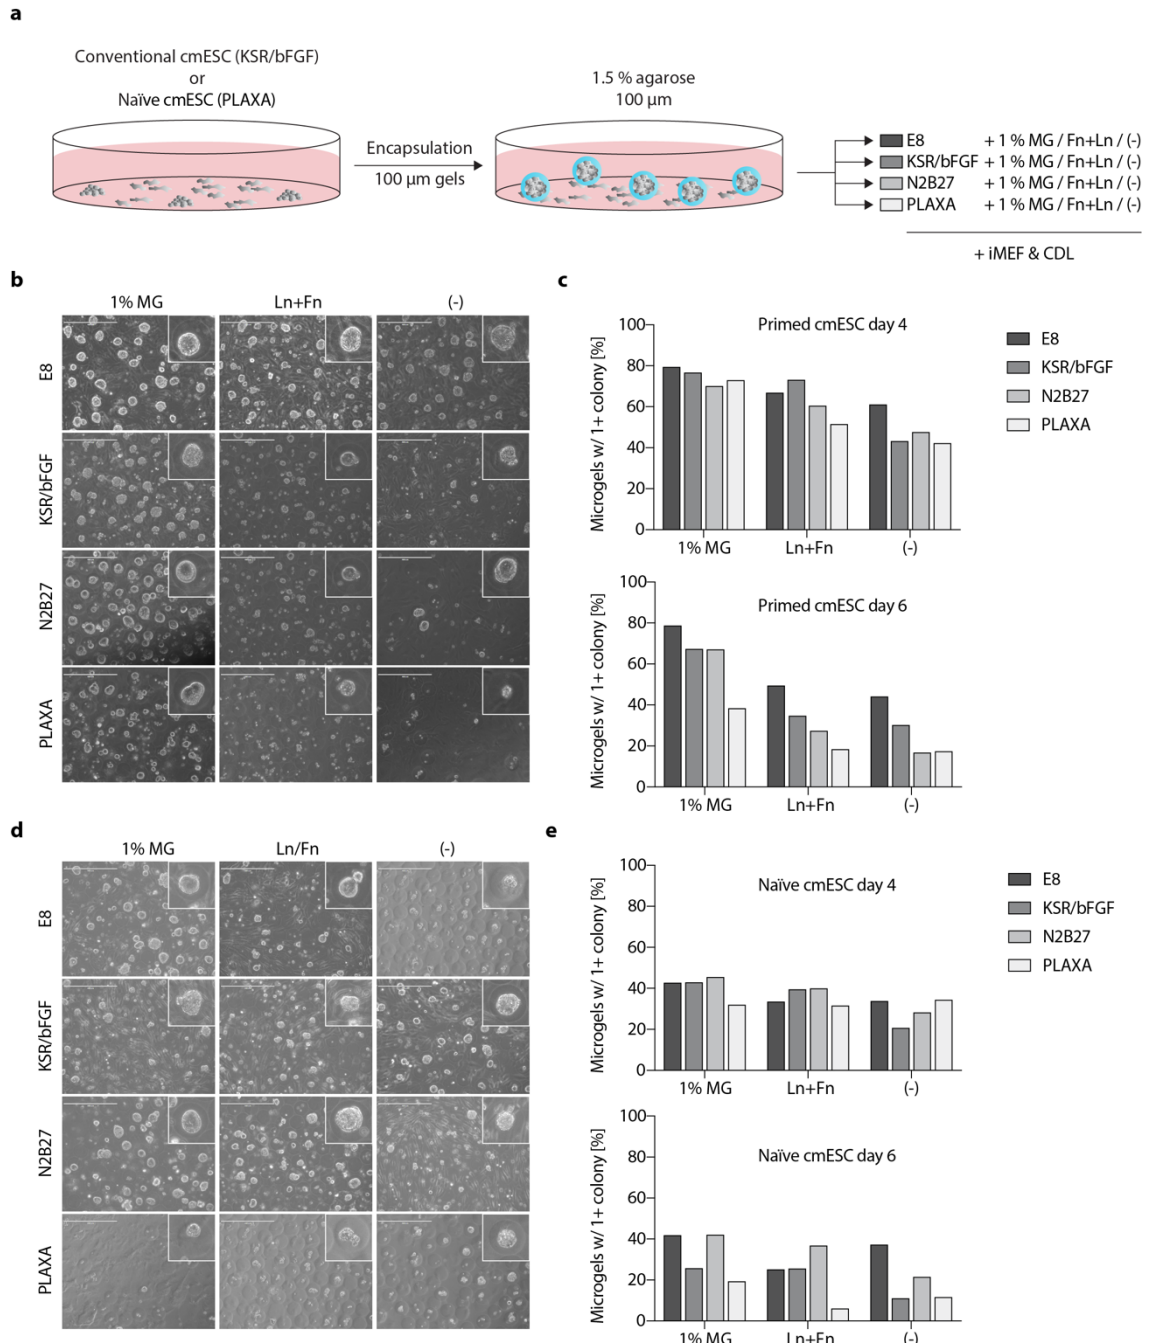 a
Conventional cmESC (KSR/bFGF)
or
Naïve cmESC (PLAXA)
Encapsulation
100 µm gels
1.5 % agarose
100 µm
E8 + 1 % MG / Fn+Ln / (-)
KSR/bFGF + 1 % MG / Fn+Ln / (-)
N2B27 + 1 % MG / Fn+Ln / (-)
PLAXA + 1 % MG / Fn+Ln / (-)
+ iMEF & CDL
b
1% MG Ln+Fn (-)
E8
KSR/bFGF
N2B27
PLAXA
c
Primed cmESC day 4
Microgels w/ 1+ colony [%]
100
80
60
40
20
0
1% MG Ln+Fn (-)
E8
KSR/bFGF
N2B27
PLAXA
Primed cmESC day 6
Microgels w/ 1+ colony [%]
100
80
60
40
20
0
1% MG Ln+Fn (-)
d
1% MG Ln/Fn (-)
E8
KSR/bFGF
N2B27
PLAXA
e
Naïve cmESC day 4
Microgels w/ 1+ colony [%]
100
80
60
40
20
0
1% MG Ln+Fn (-)
E8
KSR/bFGF
N2B27
PLAXA
Naïve cmESC day 6
Microgels w/ 1+ colony [%]
100
80
60
40
20
0
1% MG Ln+Fn (-)